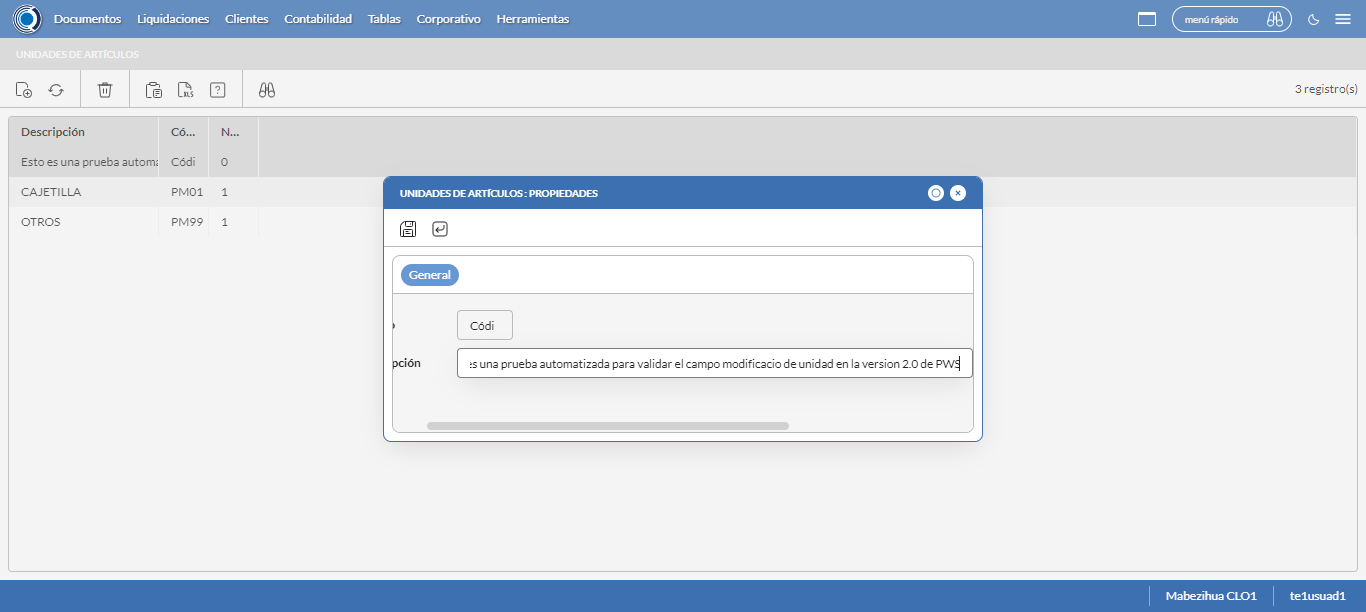 Documentos Liquidaciones Clientes Contabilidad Tablas Corporativo Herramientas menú rápido
UNIDADES DE ARTÍCULOS
XLS ? 3 registro(s)
Descripción Có... N...
Esto es una prueba automa Códi 0
CAJETILLA PM01 1
OTROS PM99 1
UNIDADES DE ARTÍCULOS : PROPIEDADES
General
o Códi
pción es una prueba automatizada para validar el campo modificacio de unidad en la version 2.0 de PWS
Mabezihua CLO1 te1usuad1